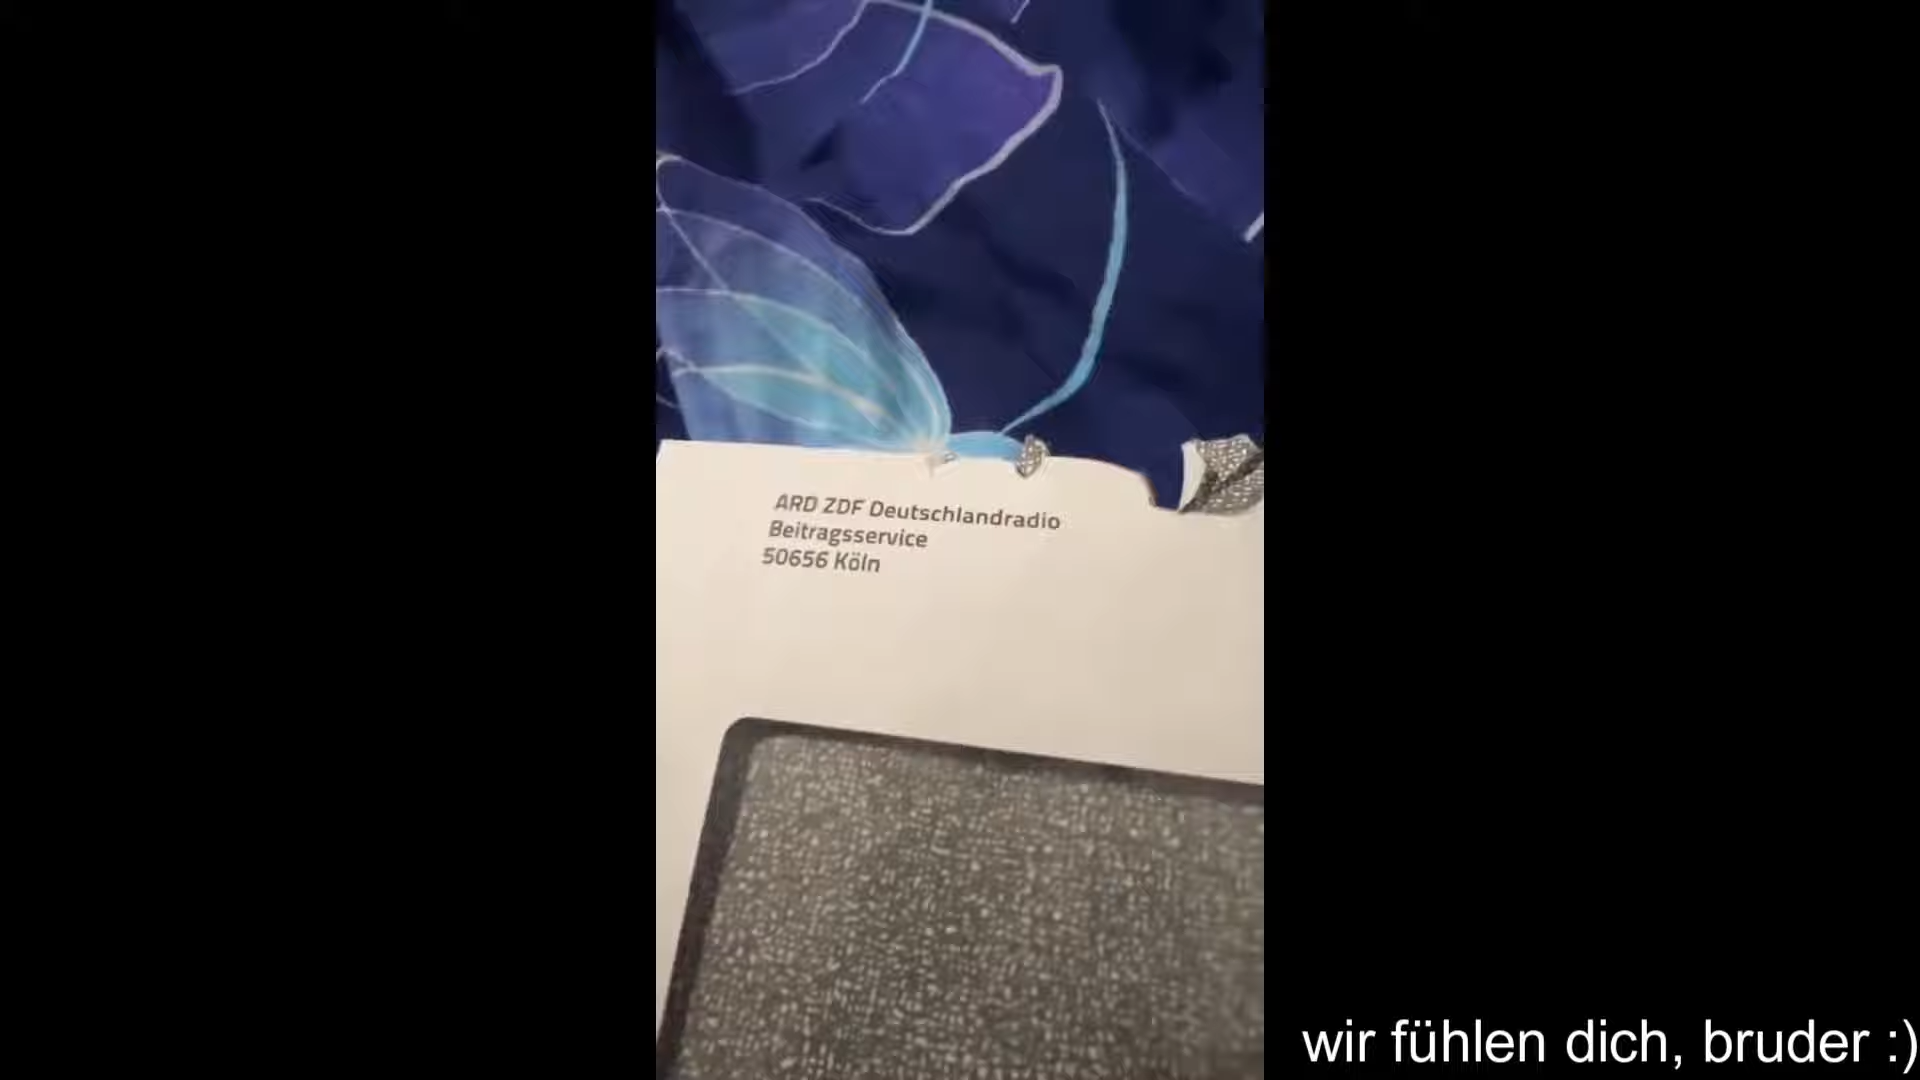 ARD ZDF Deutschlandradio
Beitragsservice
50656 Köln
wir fühlen dich, bruder :)